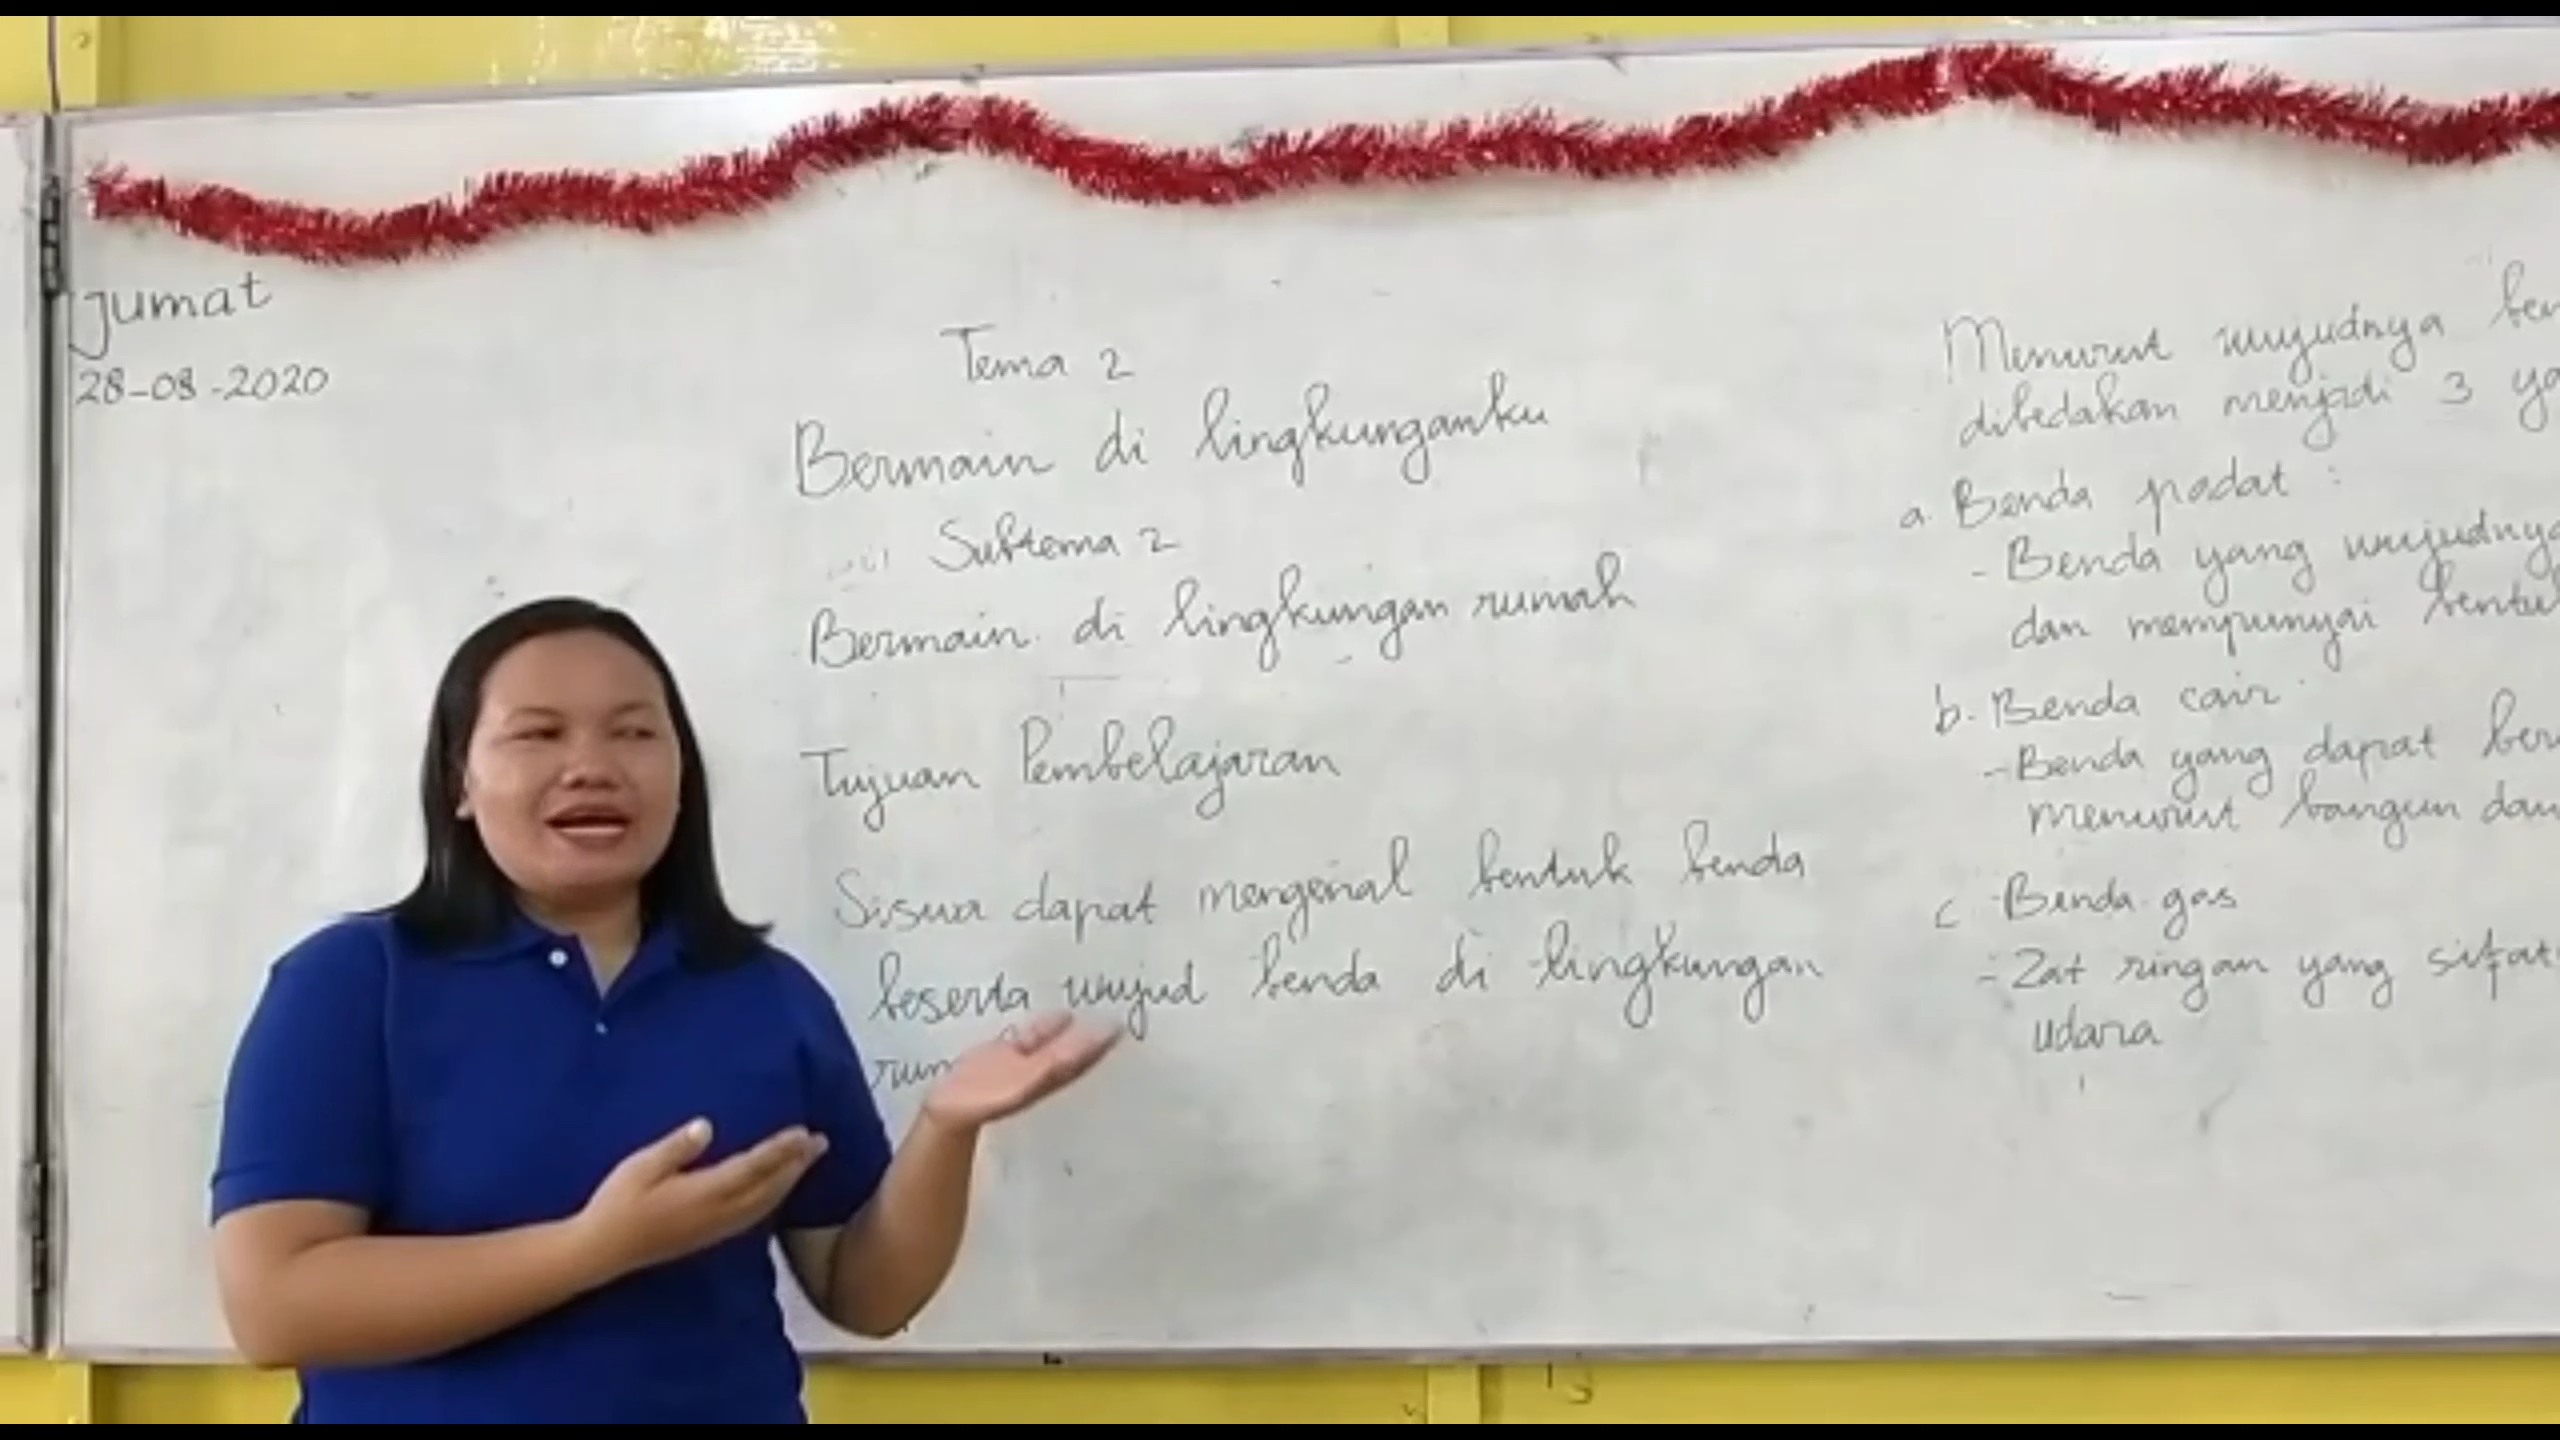 Jumat
28-08-2020
Tema 2
Bermain di lingkunganku
Subtema 2
Bermain di lingkungan rumah
Tujuan Pembelajaran
Siswa dapat mengenal bentuk benda
beserta wujud benda di lingkungan
Menurut wujudnya
dibedakan menjadi 3
a. Benda padat :
- Benda yang wujudnya
dan mempunyai
b. Benda cair
- Benda yang dapat
menurut bangun
c Benda gas
- Zat ringan yang
udara